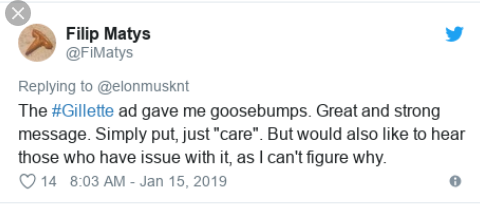 Filip Matys
@FiMatys
Replying to @elonmusknt
The #Gillette ad gave me goosebumps. Great and strong
message. Simply put, just "care". But would also like to hear
those who have issue with it, as I can't figure why.
14 8:03 AM - Jan 15, 2019